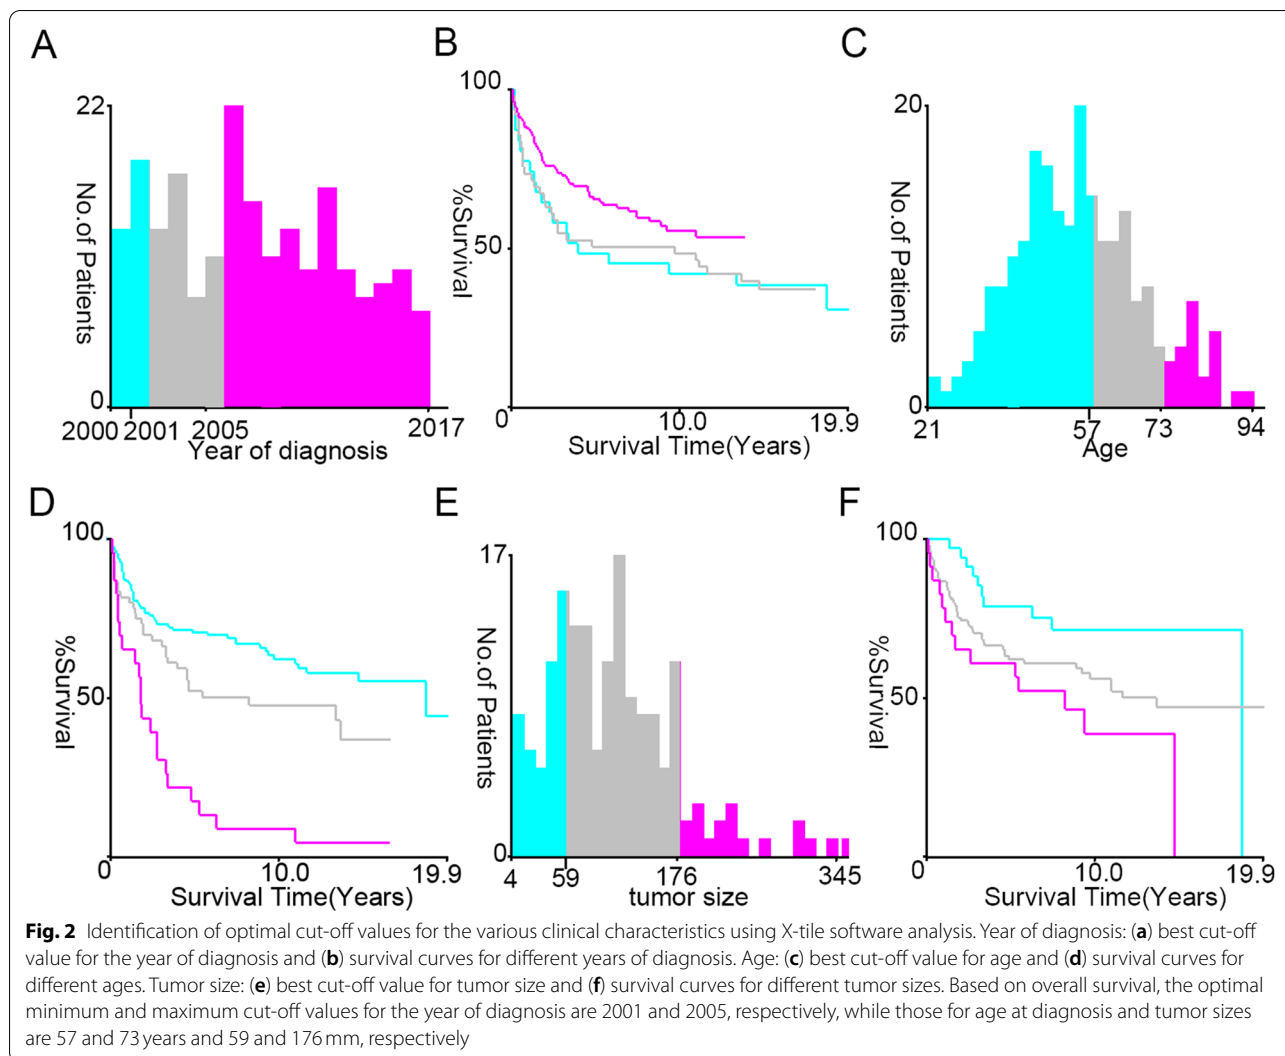 A
22
No.of Patients
0
2000 2001 2005 2017
Year of diagnosis
B
100
%Survival
50
0 10.0 19.9
Survival Time(Years)
C
20
No.of Patients
0
21 57 73 94
Age
D
100
%Survival
50
0
0 10.0 19.9
Survival Time(Years)
E
17
No.of Patients
0
4 59 176 345
tumor size
F
100
%Survival
50
0 10.0 19.9
Survival Time(Years)
Fig. 2 Identification of optimal cut-off values for the various clinical characteristics using X-tile software analysis. Year of diagnosis: (a) best cut-off
value for the year of diagnosis and (b) survival curves for different years of diagnosis. Age: (c) best cut-off value for age and (d) survival curves for
different ages. Tumor size: (e) best cut-off value for tumor size and (f) survival curves for different tumor sizes. Based on overall survival, the optimal
minimum and maximum cut-off values for the year of diagnosis are 2001 and 2005, respectively, while those for age at diagnosis and tumor sizes
are 57 and 73 years and 59 and 176 mm, respectively